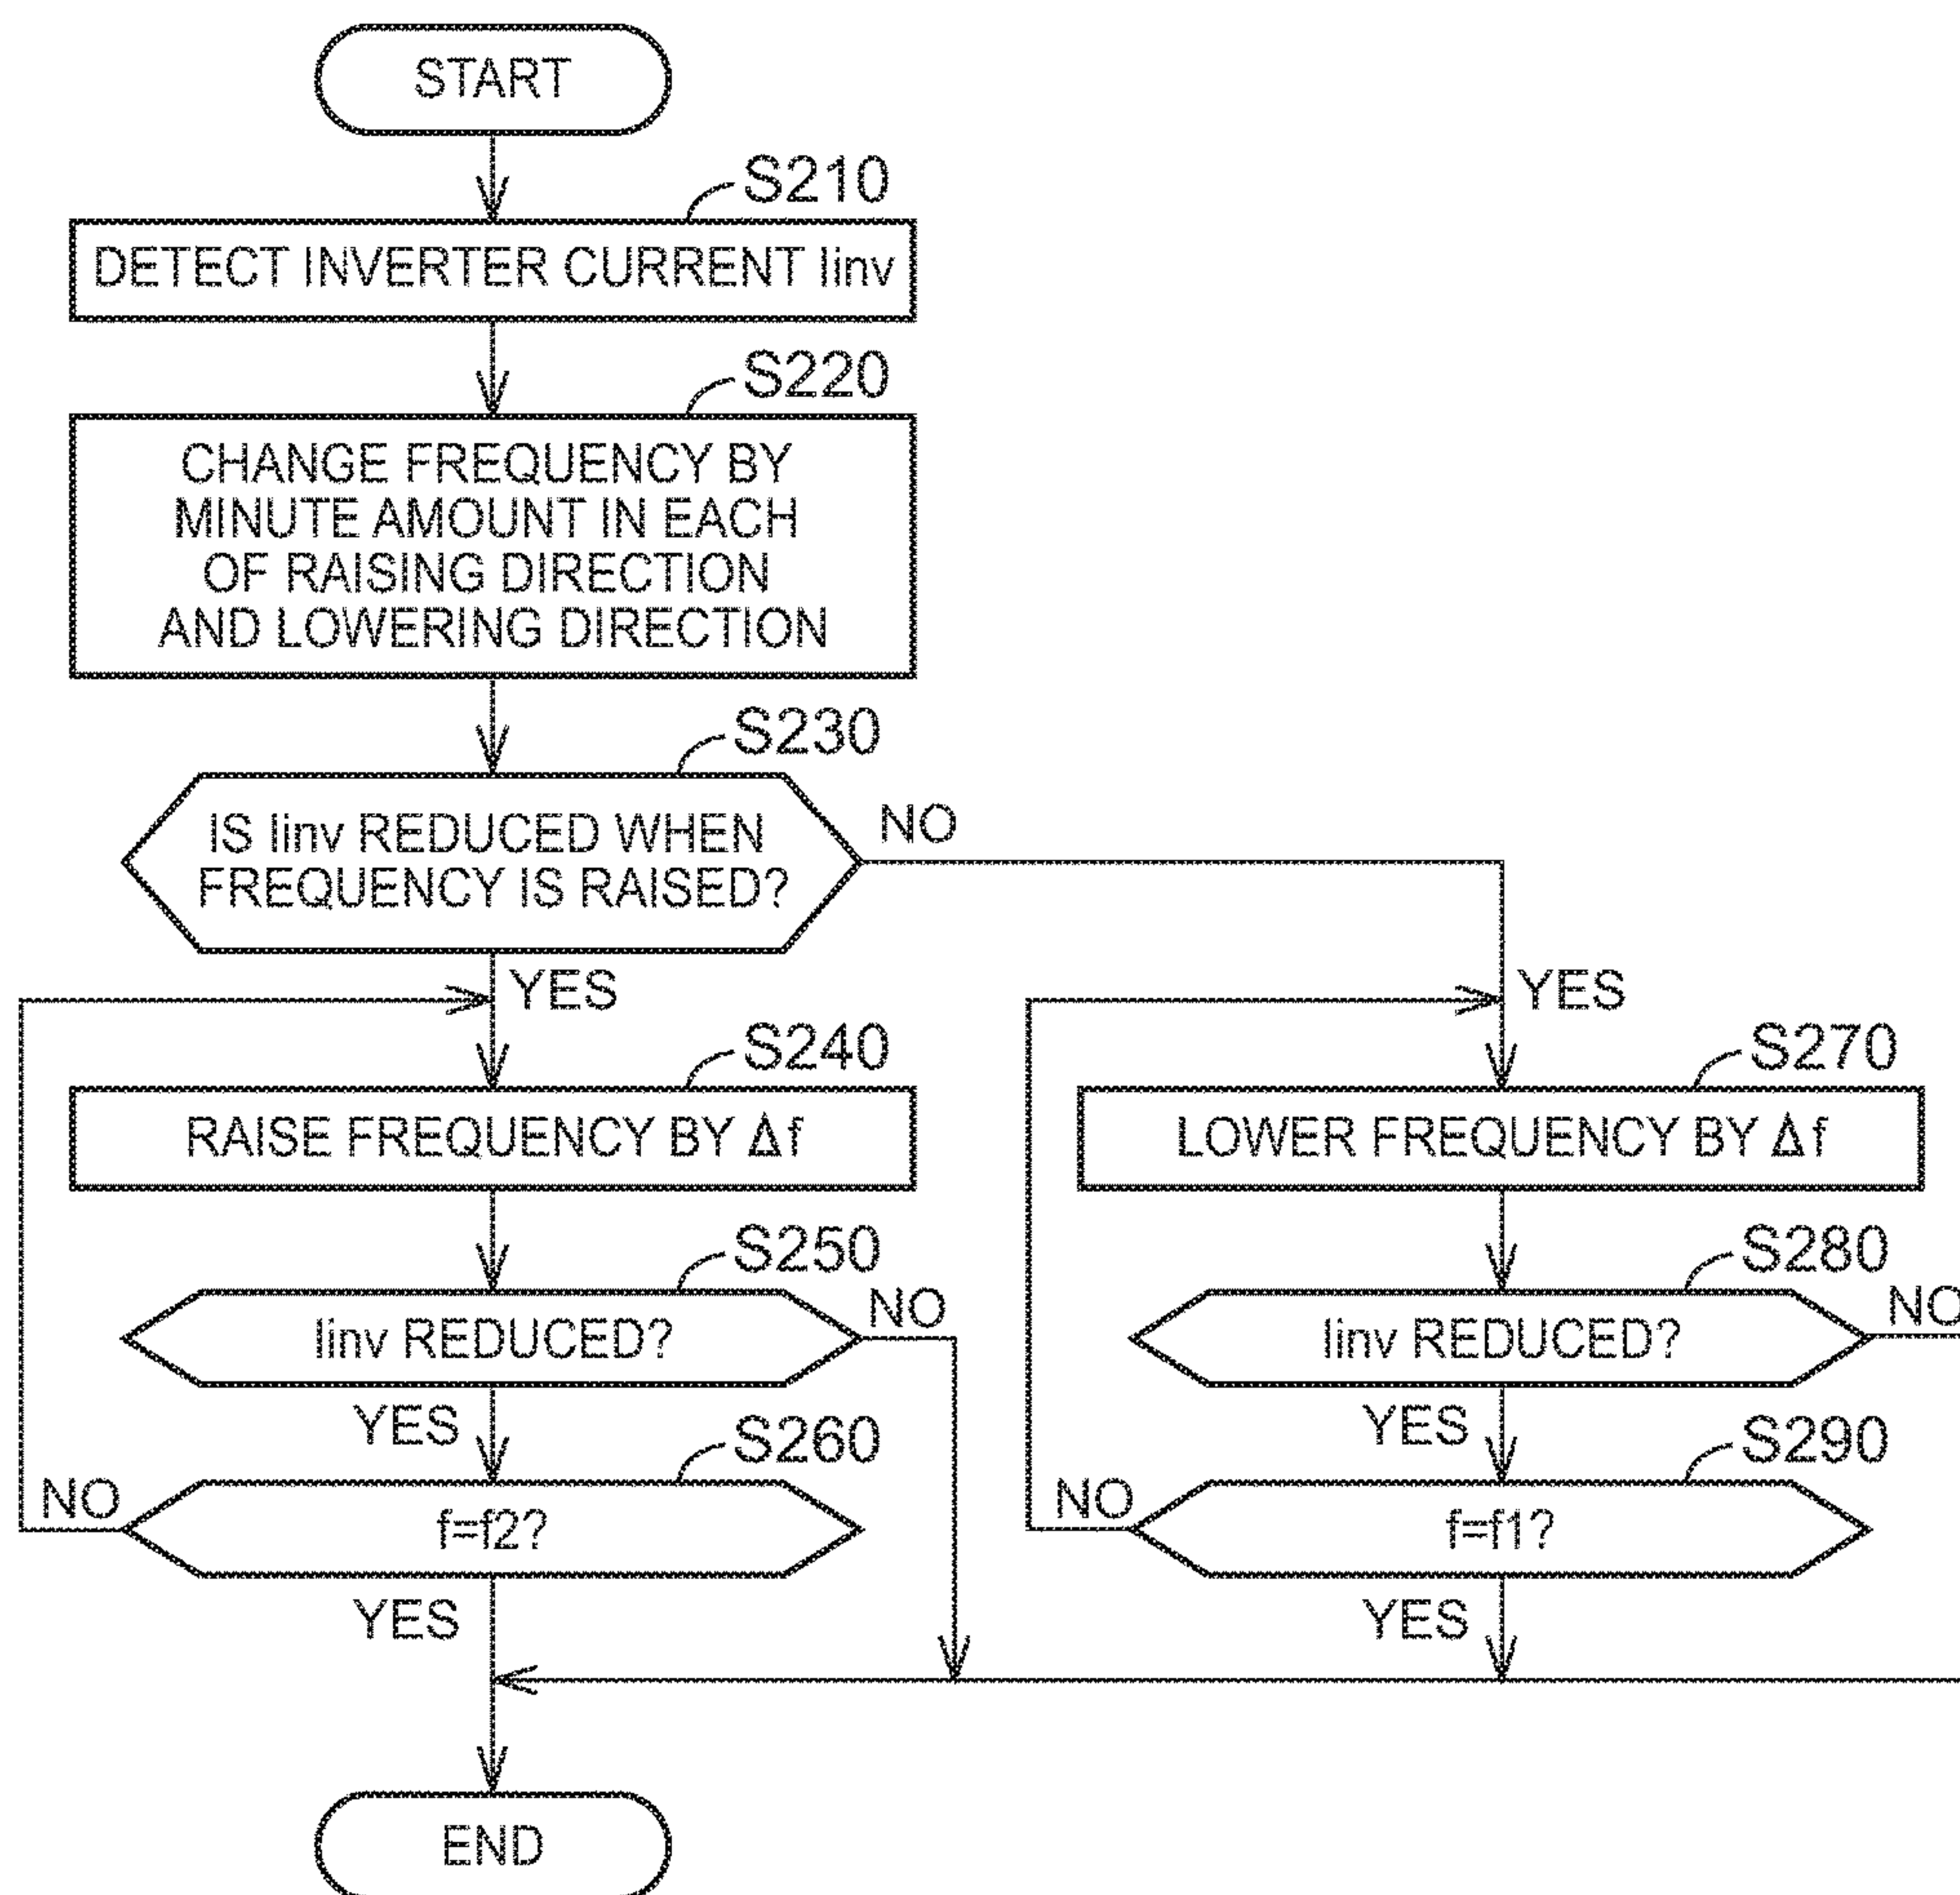 START
S210
DETECT INVERTER CURRENT Iinv
S220
CHANGE FREQUENCY BY
MINUTE AMOUNT IN EACH
OF RAISING DIRECTION
AND LOWERING DIRECTION
S230
IS Iinv REDUCED WHEN
FREQUENCY IS RAISED?
NO
YES
YES
S240
RAISE FREQUENCY BY Δf
S270
LOWER FREQUENCY BY Δf
S250
Iinv REDUCED?
NO
S280
Iinv REDUCED?
NO
YES
YES
S260
f=f2?
NO
S290
f=f1?
NO
YES
YES
END